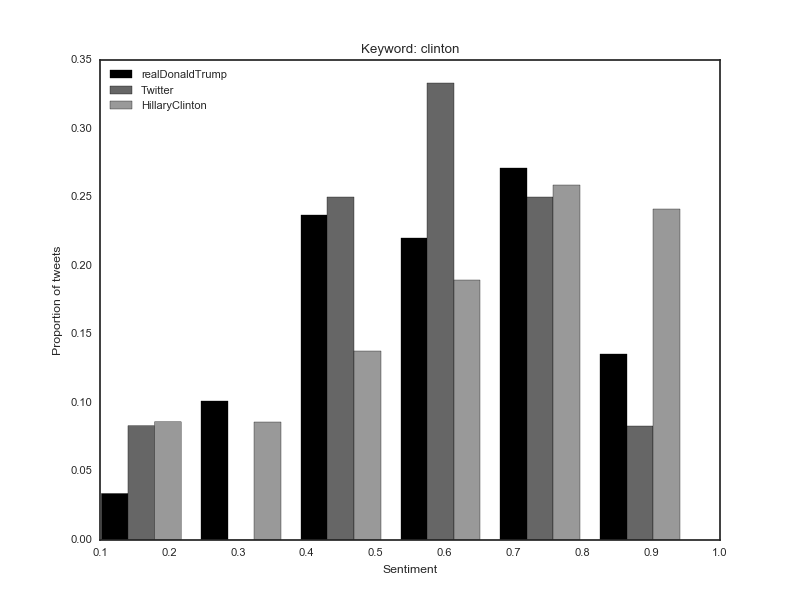 Keyword: clinton
0.35
realDonaldTrump
Twitter
HillaryClinton
0.30
0.25
0.20
0.15
0.10
0.05
0.00
Proportion of tweets
0.1 0.2 0.3 0.4 0.5 0.6 0.7 0.8 0.9 1.0
Sentiment